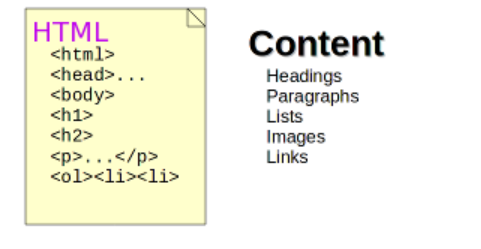 HTML
<html>
<head>...
<body>
<h1>
<h2>
<p>...</p>
<ol><li><li>
Content
Headings
Paragraphs
Lists
Images
Links